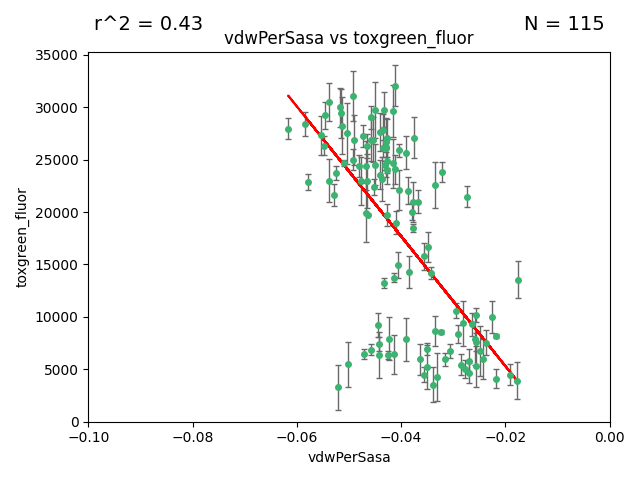 r^2 = 0.43
N = 115
vdwPerSasa vs toxgreen_fluor
toxgreen_fluor
35000
30000
25000
20000
15000
10000
5000
0
−0.10
−0.08
−0.06
−0.04
−0.02
0.00
vdwPerSasa